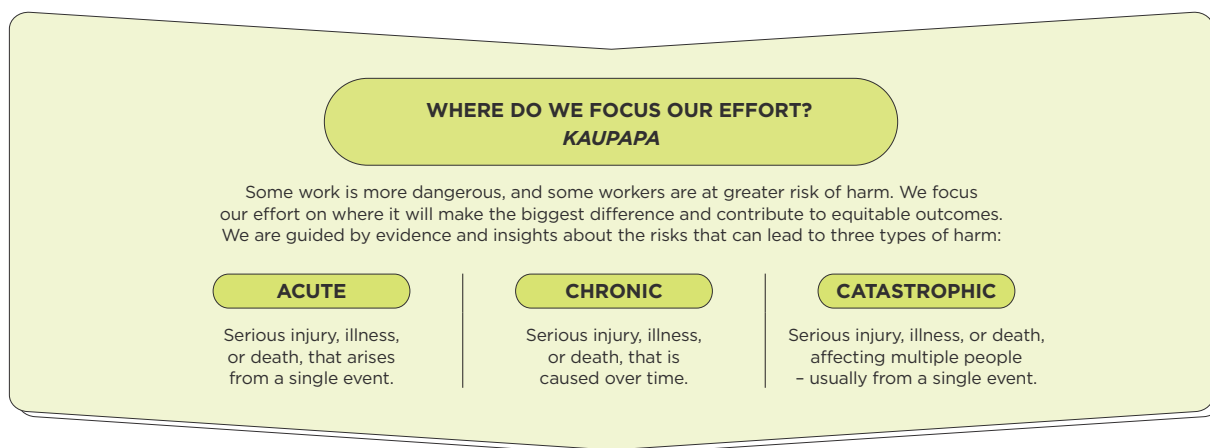 WHERE DO WE FOCUS OUR EFFORT?
KAUPAPA
Some work is more dangerous, and some workers are at greater risk of harm. We focus
our effort on where it will make the biggest difference and contribute to equitable outcomes.
We are guided by evidence and insights about the risks that can lead to three types of harm:
ACUTE
Serious injury, illness,
or death, that arises
from a single event.
CHRONIC
Serious injury, illness,
or death, that is
caused over time.
CATASTROPHIC
Serious injury, illness, or death,
affecting multiple people
– usually from a single event.